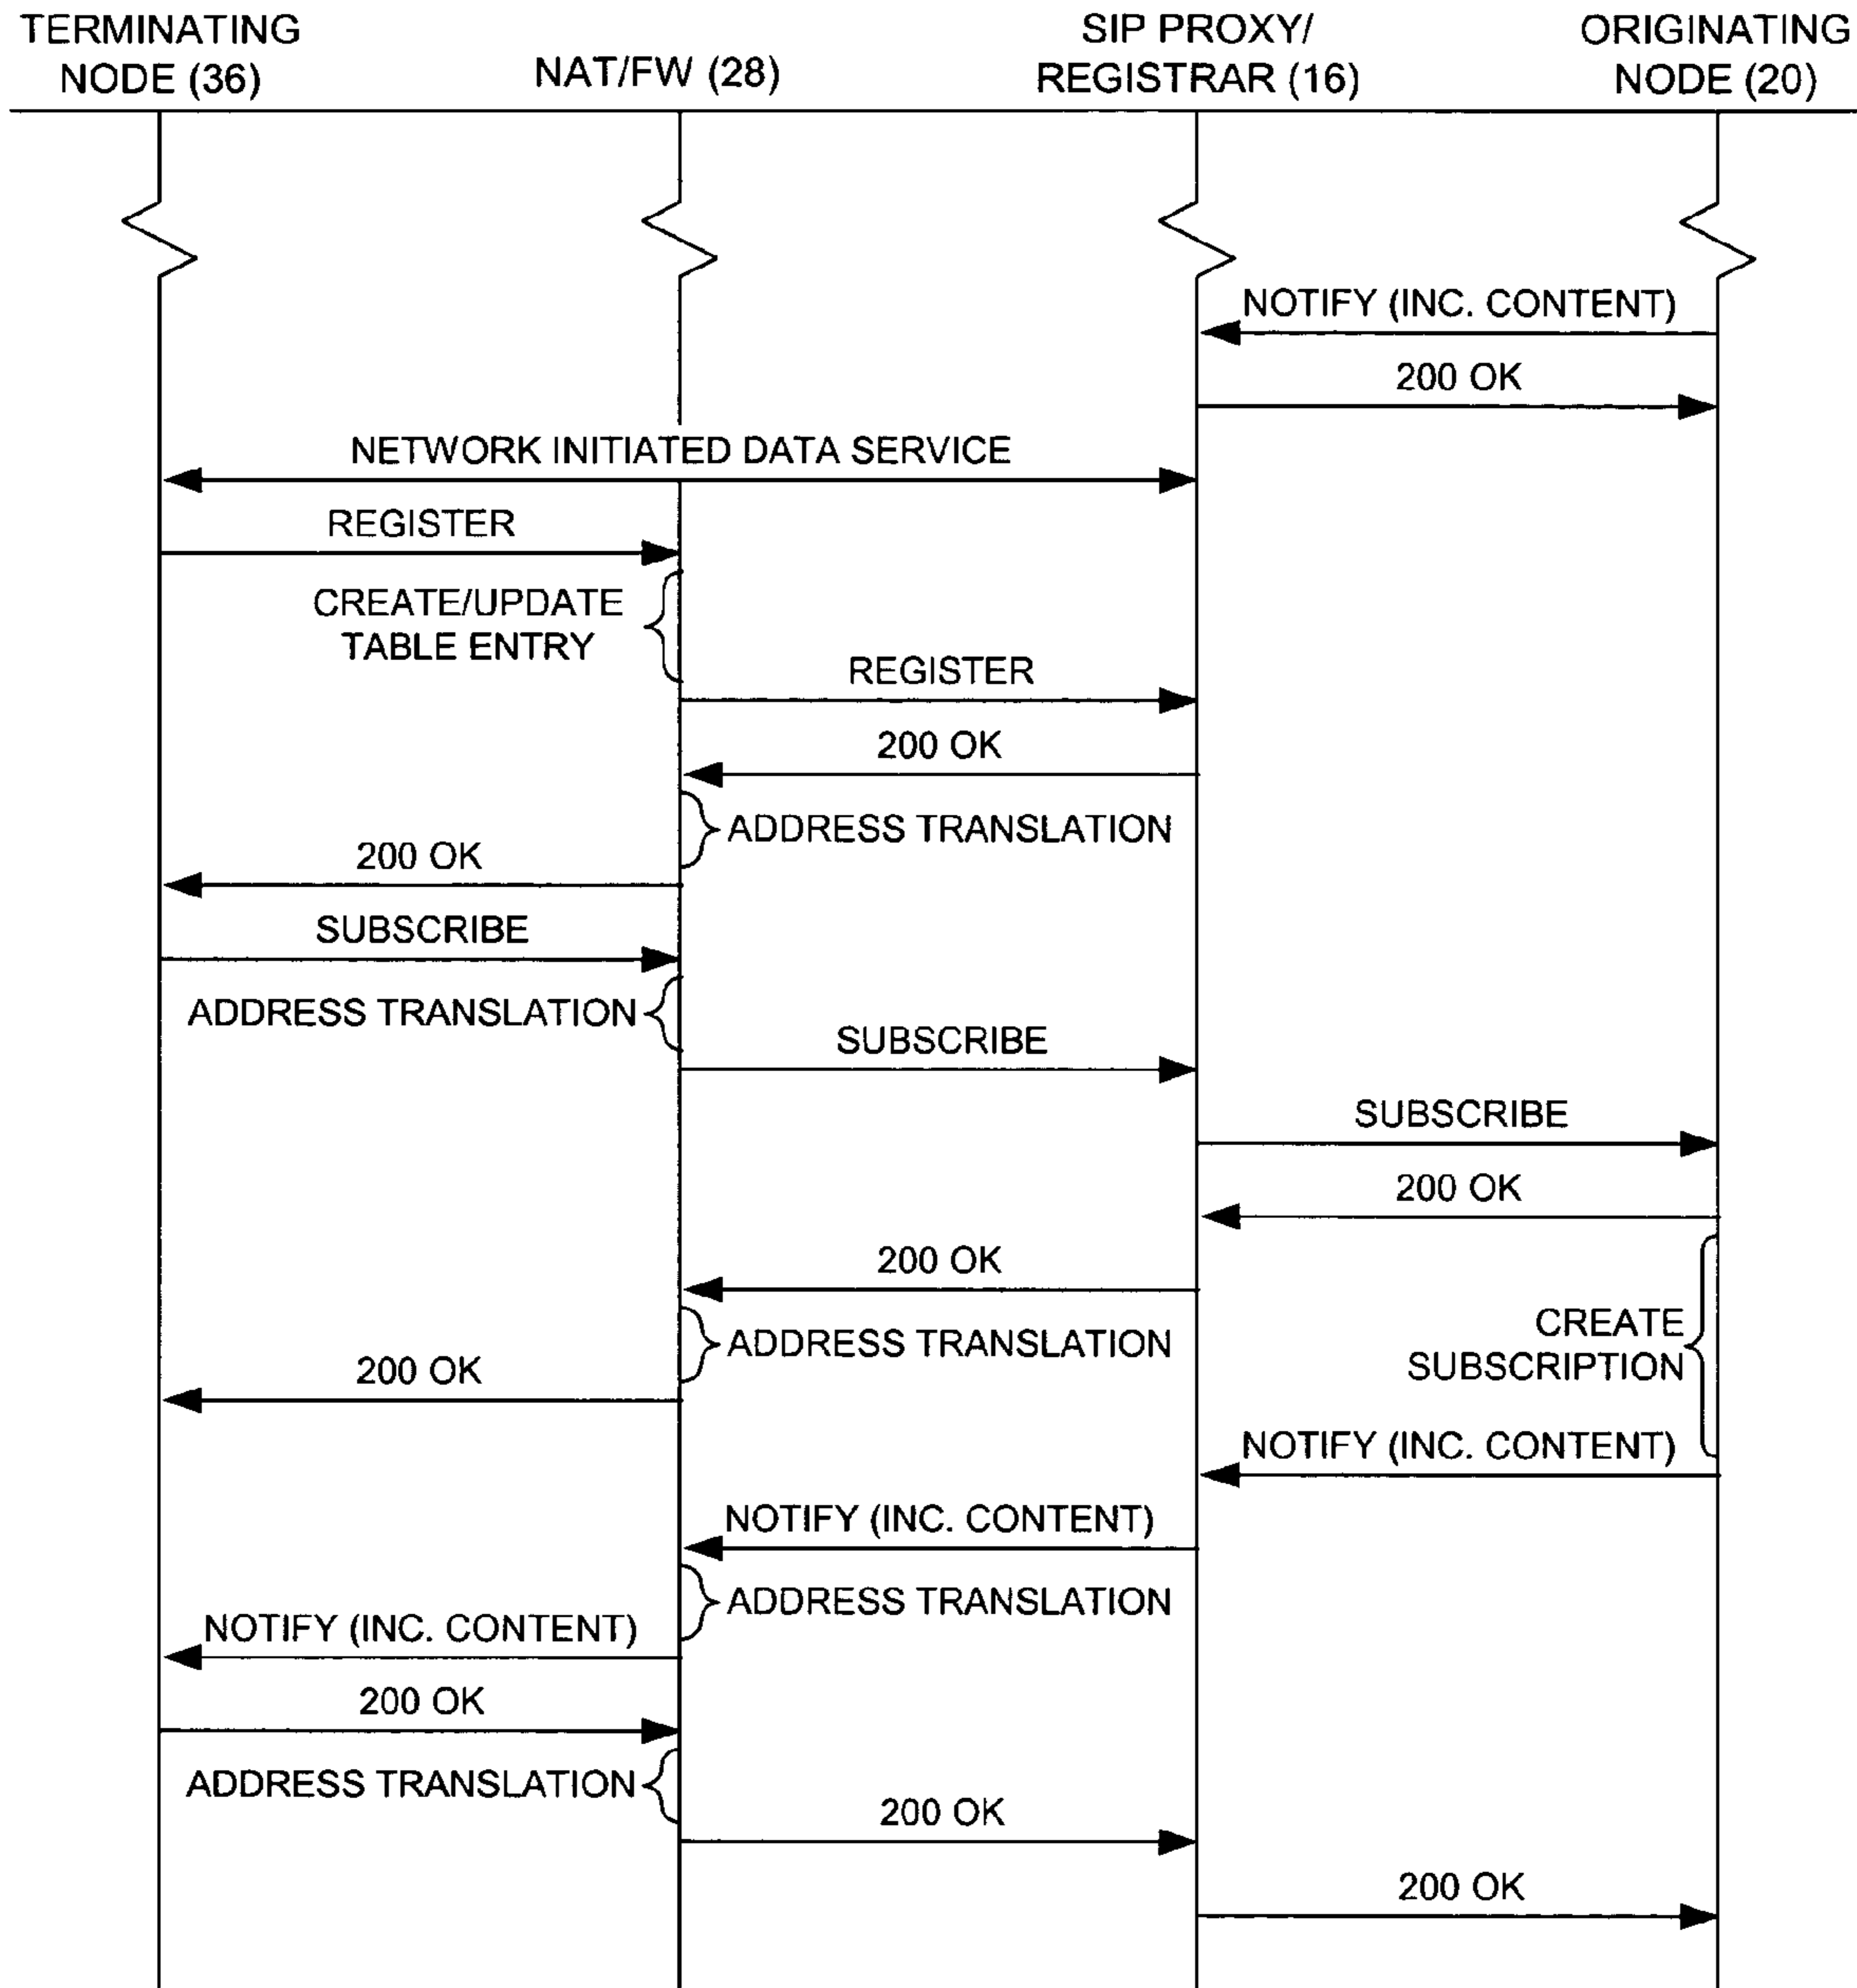 TERMINATING
NODE (36)
NAT/FW (28)
SIP PROXY/
REGISTRAR (16)
ORIGINATING
NODE (20)
NOTIFY (INC. CONTENT)
200 OK
NETWORK INITIATED DATA SERVICE
REGISTER
CREATE/UPDATE
TABLE ENTRY
REGISTER
200 OK
ADDRESS TRANSLATION
200 OK
SUBSCRIBE
ADDRESS TRANSLATION
SUBSCRIBE
SUBSCRIBE
200 OK
200 OK
CREATE
SUBSCRIPTION
ADDRESS TRANSLATION
200 OK
NOTIFY (INC. CONTENT)
NOTIFY (INC. CONTENT)
ADDRESS TRANSLATION
NOTIFY (INC. CONTENT)
200 OK
ADDRESS TRANSLATION
200 OK
200 OK